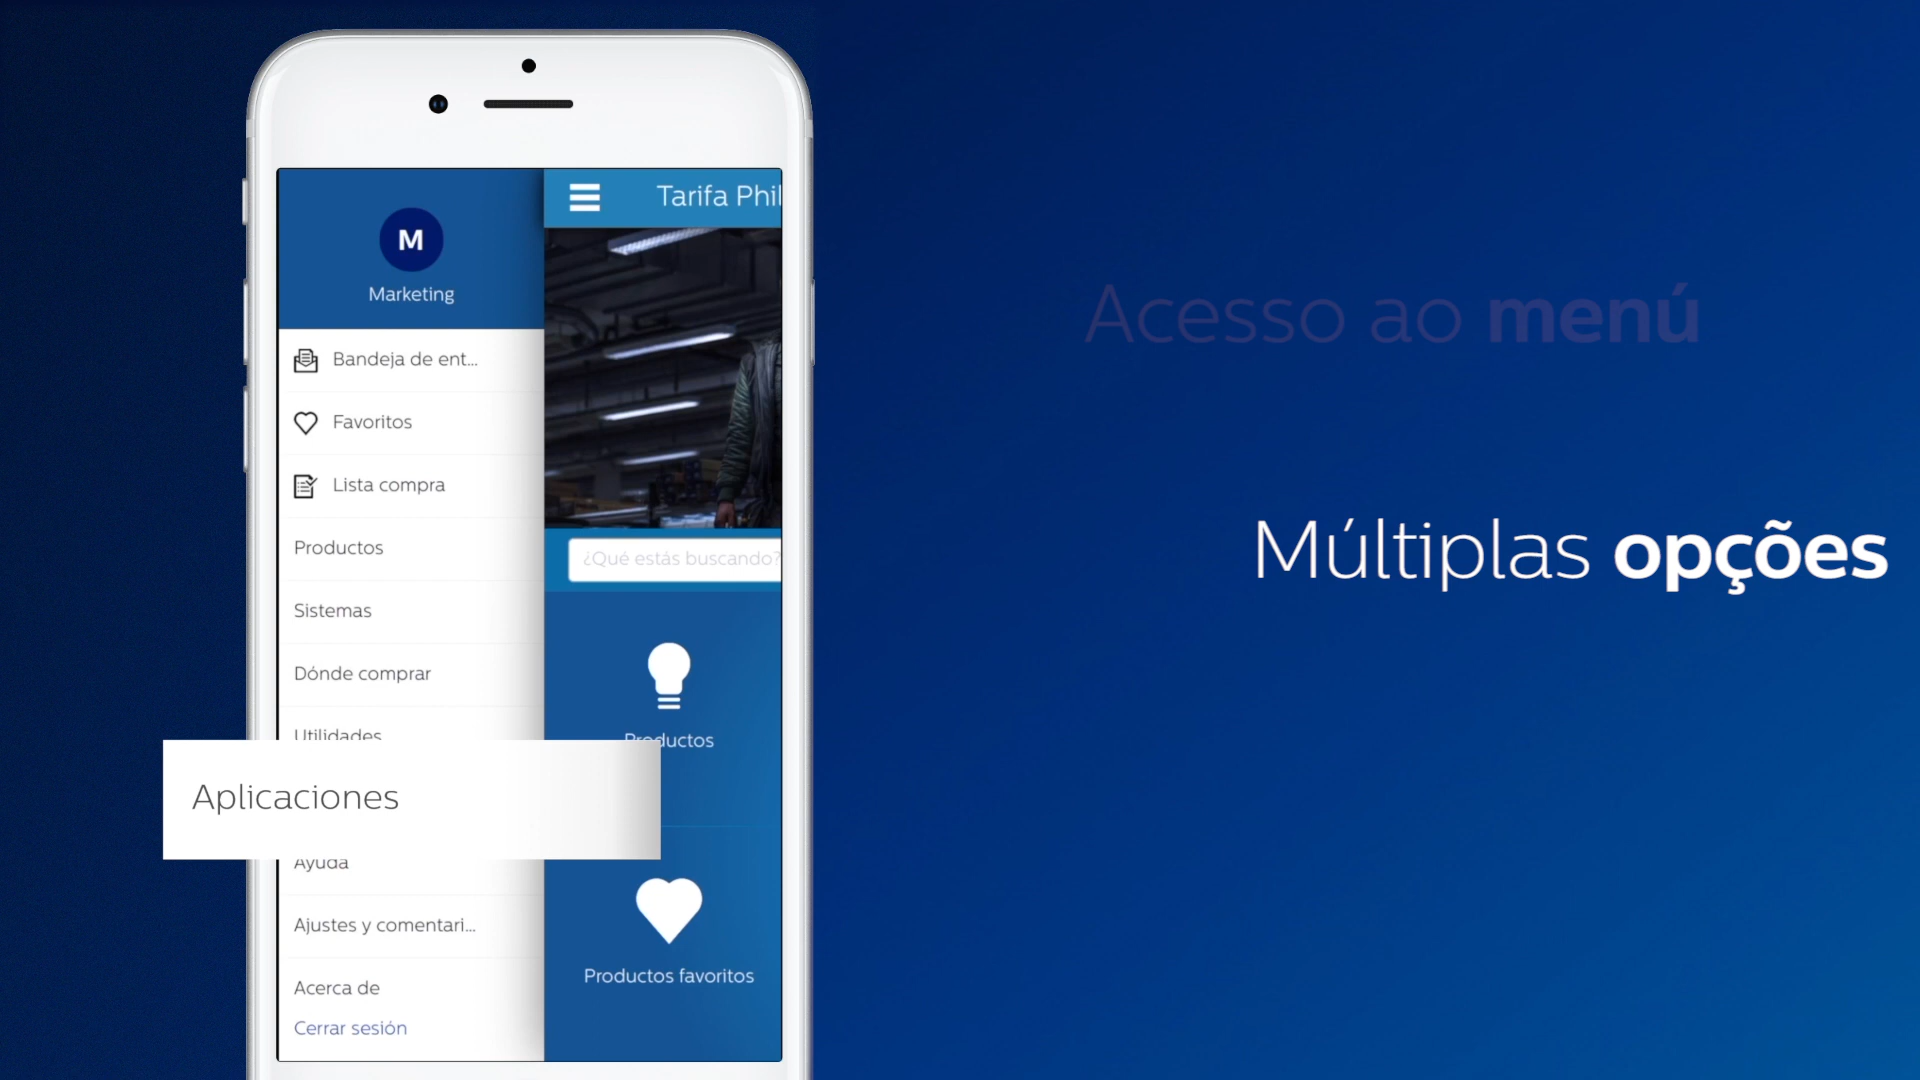 M
Marketing
Bandeja de ent...
Favoritos
Lista compra
Productos
Sistemas
Dónde comprar
Utilidades
Aplicaciones
Ayuda
Ajustes y comentari...
Acerca de
Cerrar sesión
Tarifa Phil
¿Qué estás buscando?
Productos
Productos favoritos
Acesso ao menú
Múltiplas opções